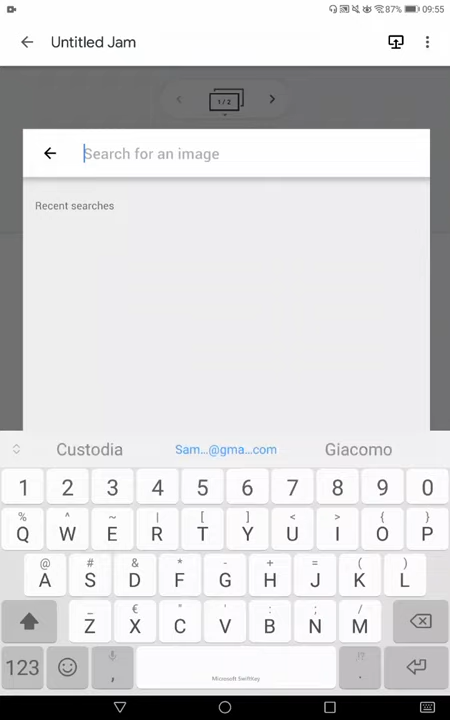 87% 09:55
Untitled Jam
1 / 2
Search for an image
Recent searches
Custodia Sam...@gma...com Giacomo
1 2 3 4 5 6 7 8 9 0
% ^ ~ | [ ] < > { }
Q W E R T Y U I O P
@ # & * - + = ( )
A S D F G H J K L
_ € " ' : ; /
Z X C V B N M
123 , Microsoft SwiftKey !? .